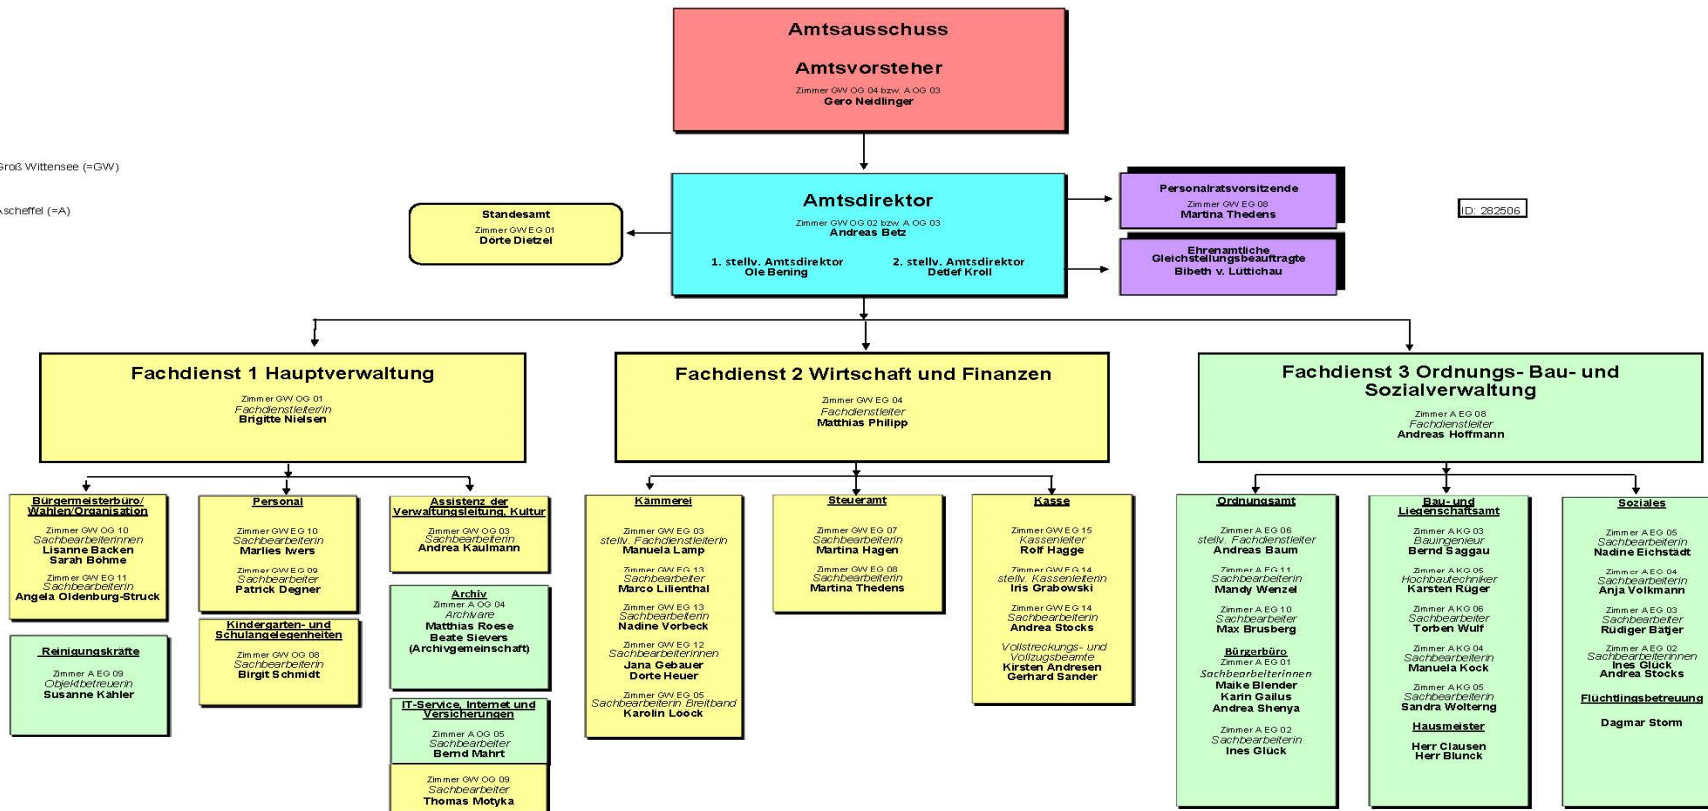 Amtsausschuss
Amtsvorsteher
Zimmer GW OG 04 bzw. A OG 03
Gero Neidlinger
Groß Wittensee (=GW)
Ascheffel (=A)
Standesamt
Zimmer GW EG 01
Dörte Dietzel
Amtsdirektor
Zimmer GW OG 02 bzw. A OG 03
Andreas Betz
1. stellv. Amtsdirektor
Ole Bening
2. stellv. Amtsdirektor
Detlef Kroll
Personalratsvorsitzende
Zimmer GW EG 08
Martina Thedens
Ehrenamtliche
Gleichstellungsbeauftragte
Bibeth v. Lüttichau
ID: 282506
Fachdienst 1 Hauptverwaltung
Zimmer GW OG 01
Fachdienstleiter/in
Brigitte Nielsen
Fachdienst 2 Wirtschaft und Finanzen
Zimmer GW EG 04
Fachdienstleiter
Matthias Philipp
Fachdienst 3 Ordnungs- Bau- und
Sozialverwaltung
Zimmer A EG 08
Fachdienstleiter
Andreas Hoffmann
Bürgermeisterbüro/
Wahlen/Organisation
Zimmer GW OG 10
Sachbearbeiterinnen
Lisanne Backen
Sarah Böhme
Zimmer GW EG 11
Sachbearbeiterin
Angela Oldenburg-Struck
Reinigungskräfte
Zimmer A EG 09
Objektbetreuerin
Susanne Kähler
Personal
Zimmer GW EG 10
Sachbearbeiterin
Marlies Iwers
Zimmer GW EG 09
Sachbearbeiter
Patrick Degner
Kindergarten- und
Schulangelegenheiten
Zimmer GW OG 08
Sachbearbeiterin
Birgit Schmidt
Assistenz der
Verwaltungsleitung, Kultur
Zimmer GW OG 03
Sachbearbeiterin
Andrea Kaulmann
Archiv
Zimmer A OG 04
Archivare
Matthias Roese
Beate Sievers
(Archivgemeinschaft)
IT-Service, Internet und
Versicherungen
Zimmer A OG 05
Sachbearbeiter
Bernd Mahrt
Zimmer GW OG 09
Sachbearbeiter
Thomas Motyka
Kämmerei
Zimmer GW EG 03
stellv. Fachdienstleiterin
Manuela Lamp
Zimmer GW EG 13
Sachbearbeiter
Marco Lilienthal
Zimmer GW EG 13
Sachbearbeiterin
Nadine Vorbeck
Zimmer GW EG 12
Sachbearbeiterinnen
Jana Gebauer
Dorte Heuer
Zimmer GW EG 05
Sachbearbeiterin Breitband
Karolin Loock
Steueramt
Zimmer GW EG 07
Sachbearbeiterin
Martina Hagen
Zimmer GW EG 08
Sachbearbeiterin
Martina Thedens
Kasse
Zimmer GW EG 15
Kassenleiter
Rolf Hagge
Zimmer GW EG 14
stellv. Kassenleiterin
Iris Grabowski
Zimmer GW EG 14
Sachbearbeiterin
Andrea Stocks
Vollstreckungs- und
Vollzugsbeamte
Kirsten Andresen
Gerhard Sander
Ordnungsamt
Zimmer A EG 06
stellv. Fachdienstleiter
Andreas Baum
Zimmer A EG 11
Sachbearbeiterin
Mandy Wenzel
Zimmer A EG 10
Sachbearbeiter
Max Brusberg
Bürgerbüro
Zimmer A EG 01
Sachbearbeiterinnen
Maike Blender
Karin Gailus
Andrea Shenya
Zimmer A EG 02
Sachbearbeiterin
Ines Glück
Bau- und
Liegenschaftsamt
Zimmer A KG 03
Bauingenieur
Bernd Saggau
Zimmer A KG 05
Hochbautechniker
Karsten Rüger
Zimmer A KG 06
Sachbearbeiter
Torben Wulf
Zimmer A KG 04
Sachbearbeiterin
Manuela Kock
Zimmer A KG 05
Sachbearbeiterin
Sandra Wolterng
Hausmeister
Herr Clausen
Herr Blunck
Soziales
Zimmer A EG 05
Sachbearbeiterin
Nadine Eichstädt
Zimmer A EG 04
Sachbearbeiterin
Anja Volkmann
Zimmer A EG 03
Sachbearbeiter
Rüdiger Bätjer
Zimmer A EG 02
Sachbearbeiterinnen
Ines Glück
Andrea Stocks
Flüchtlingsbetreuung
Dagmar Storm